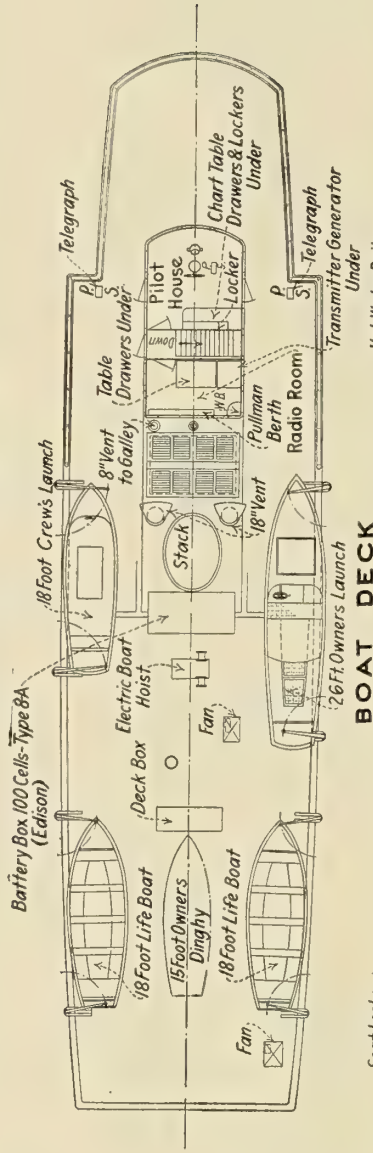 Battery Box 100 Cells-Type 8A
(Edison)
18 Foot Crew's Launch
8" Vent
to Galley
Table
Drawers Under
Telegraph
P.
S.
Pilot
House
P.
Down
Chart Table
Drawers & Lockers
Under
Locker
W.B.
Electric Boat
Hoist
Deck Box
Stack
Fan
18" Vent
Pullman
Berth
Radio Room
P.
S.
Telegraph
Transmitter Generator
Under
18 Foot Life Boat
15 Foot Owners
Dinghy
18 Foot Life Boat
Fan
26 Ft. Owners Launch
BOAT DECK